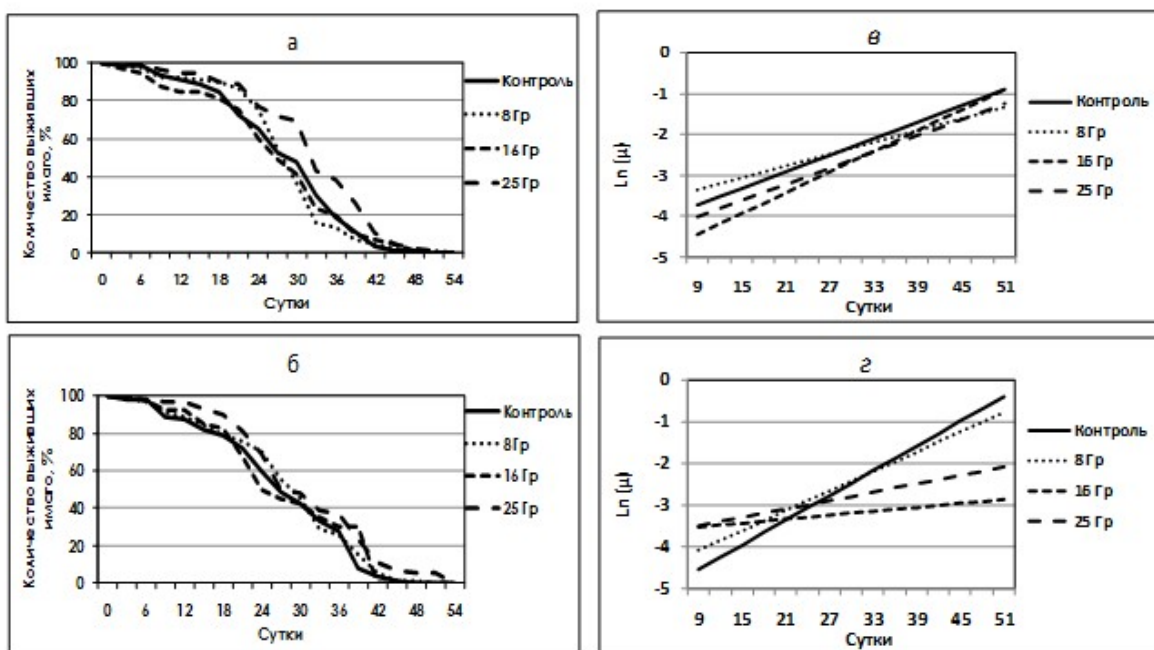 а
Количество выживших
имаго, %
100
80
60
40
20
0
0 6 12 18 24 30 36 42 48 54
Сутки
Контроль
8 Гр
16 Гр
25 Гр
в
Ln (μ)
0
-1
-2
-3
-4
-5
9 15 21 27 33 39 45 51
Сутки
Контроль
8 Гр
16 Гр
25 Гр
б
Количество выживших
имаго, %
100
80
60
40
20
0
0 6 12 18 24 30 36 42 48 54
Сутки
Контроль
8 Гр
16 Гр
25 Гр
г
Ln (μ)
0
-1
-2
-3
-4
-5
9 15 21 27 33 39 45 51
Сутки
Контроль
8 Гр
16 Гр
25 Гр